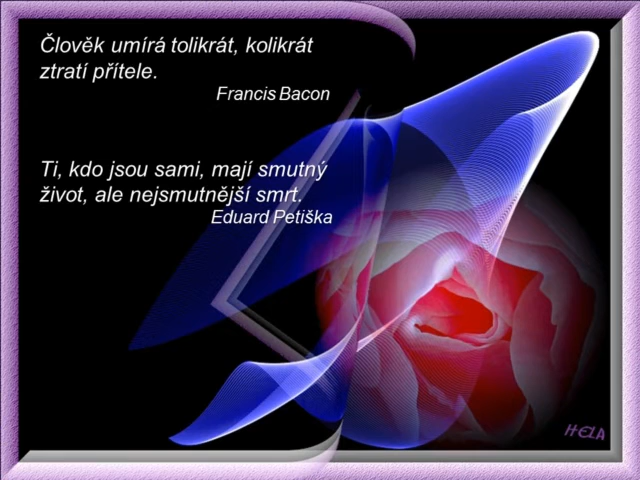 Člověk umírá tolikrát, kolikrát
ztratí přítele.
Francis Bacon
Ti, kdo jsou sami, mají smutný
život, ale nejsmutnější smrt.
Eduard Petiška
HELA